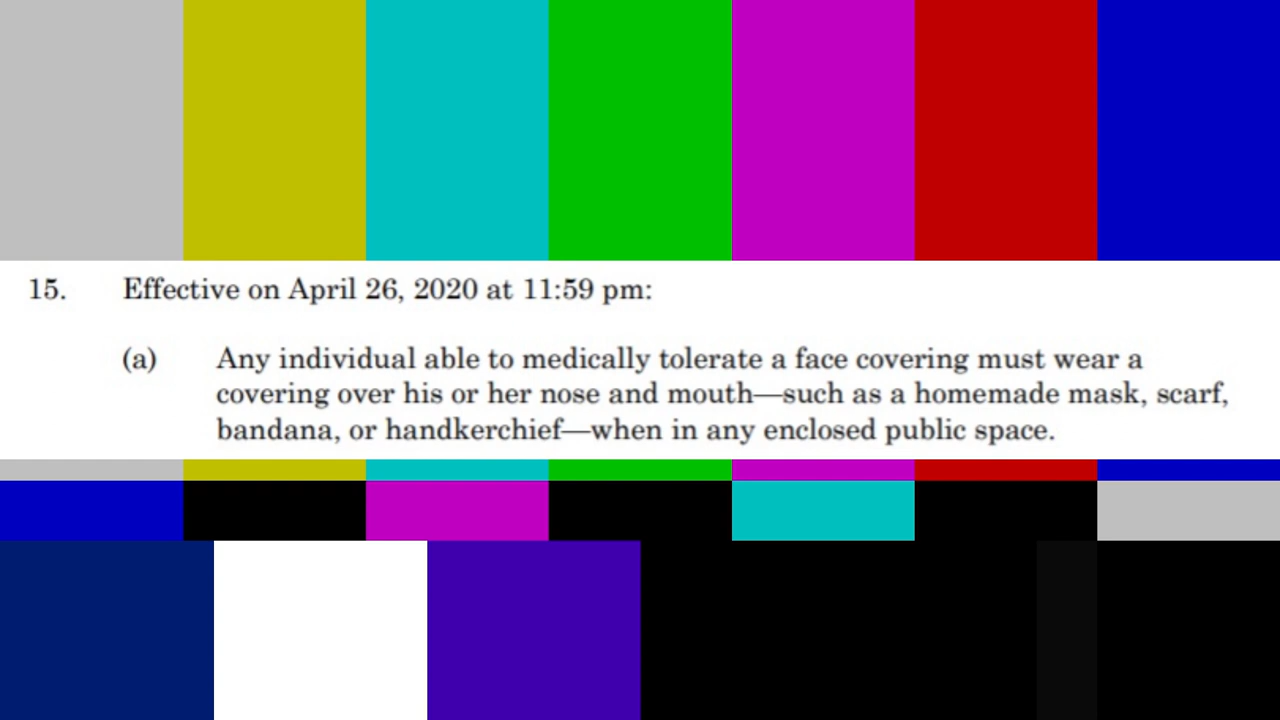 15. Effective on April 26, 2020 at 11:59 pm:
(a) Any individual able to medically tolerate a face covering must wear a
covering over his or her nose and mouth—such as a homemade mask, scarf,
bandana, or handkerchief—when in any enclosed public space.